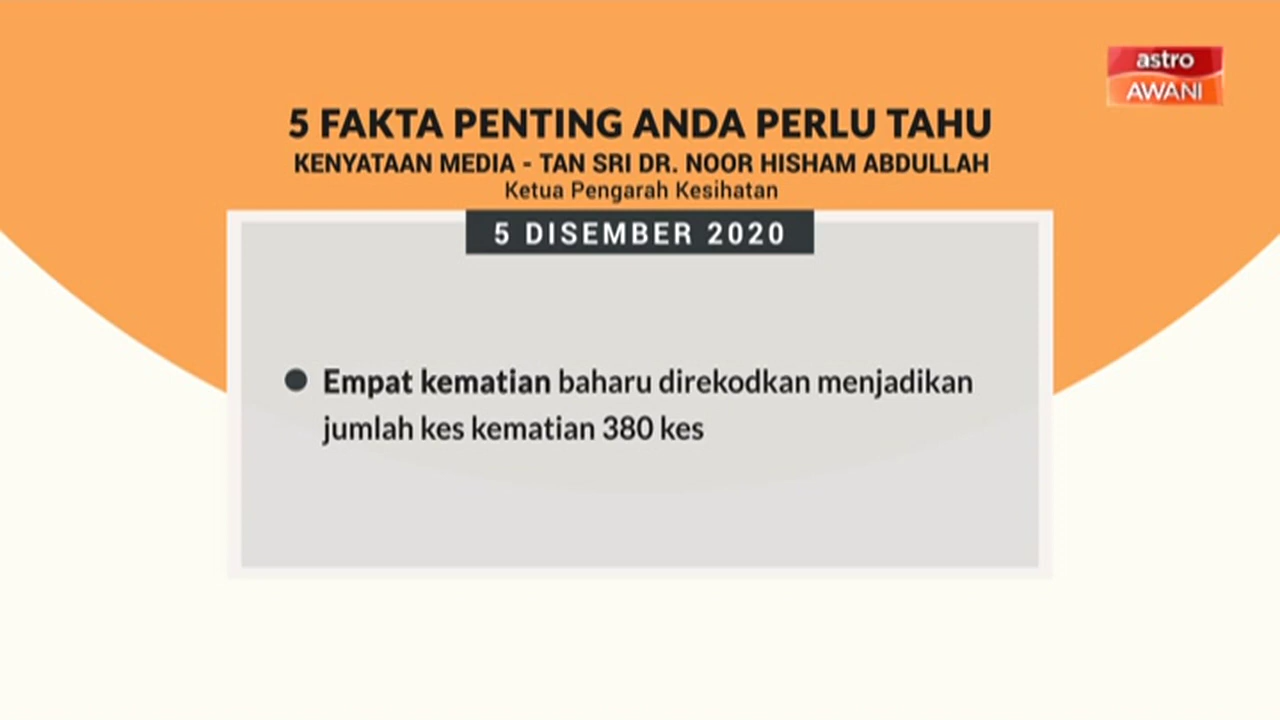 astro
AWANI
5 FAKTA PENTING ANDA PERLU TAHU
KENYATAAN MEDIA - TAN SRI DR. NOOR HISHAM ABDULLAH
Ketua Pengarah Kesihatan
5 DISEMBER 2020
Empat kematian baharu direkodkan menjadikan
jumlah kes kematian 380 kes